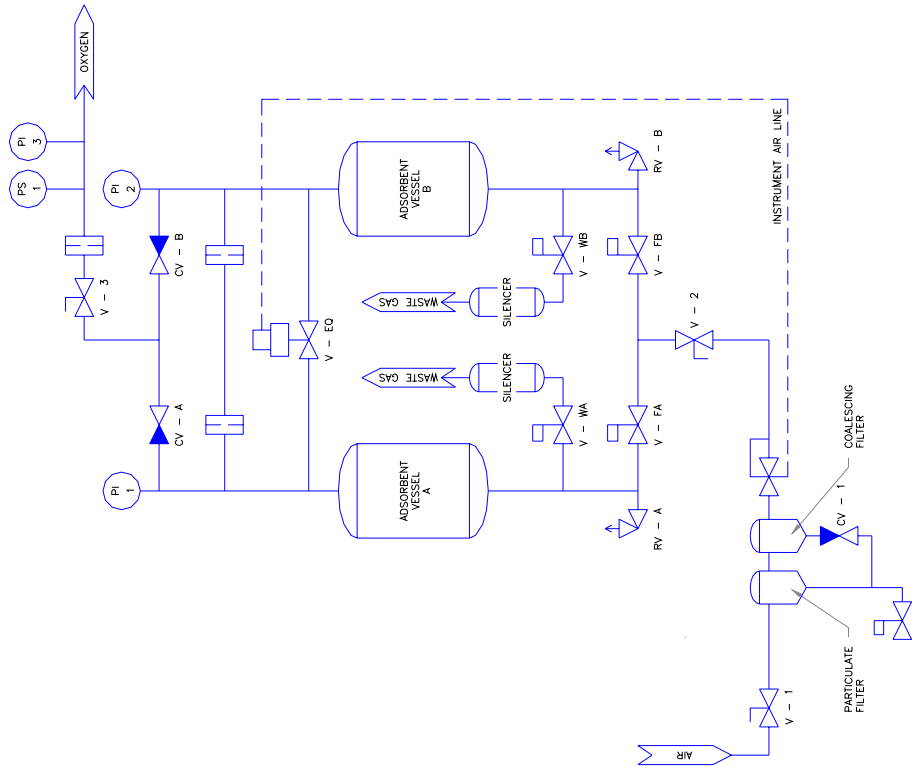 OXYGEN
PI
3
PS
1
PI
2
CV - B
V - 3
CV - A
PI
1
V - EQ
INSTRUMENT AIR LINE
ADSORBENT
VESSEL
B
ADSORBENT
VESSEL
A
RV - B
V - WB
V - FB
WASTE GAS
SILENCER
WASTE GAS
SILENCER
V - WA
V - FA
RV - A
V - 2
COALESCING
FILTER
CV - 1
PARTICULATE
FILTER
V - 1
AIR